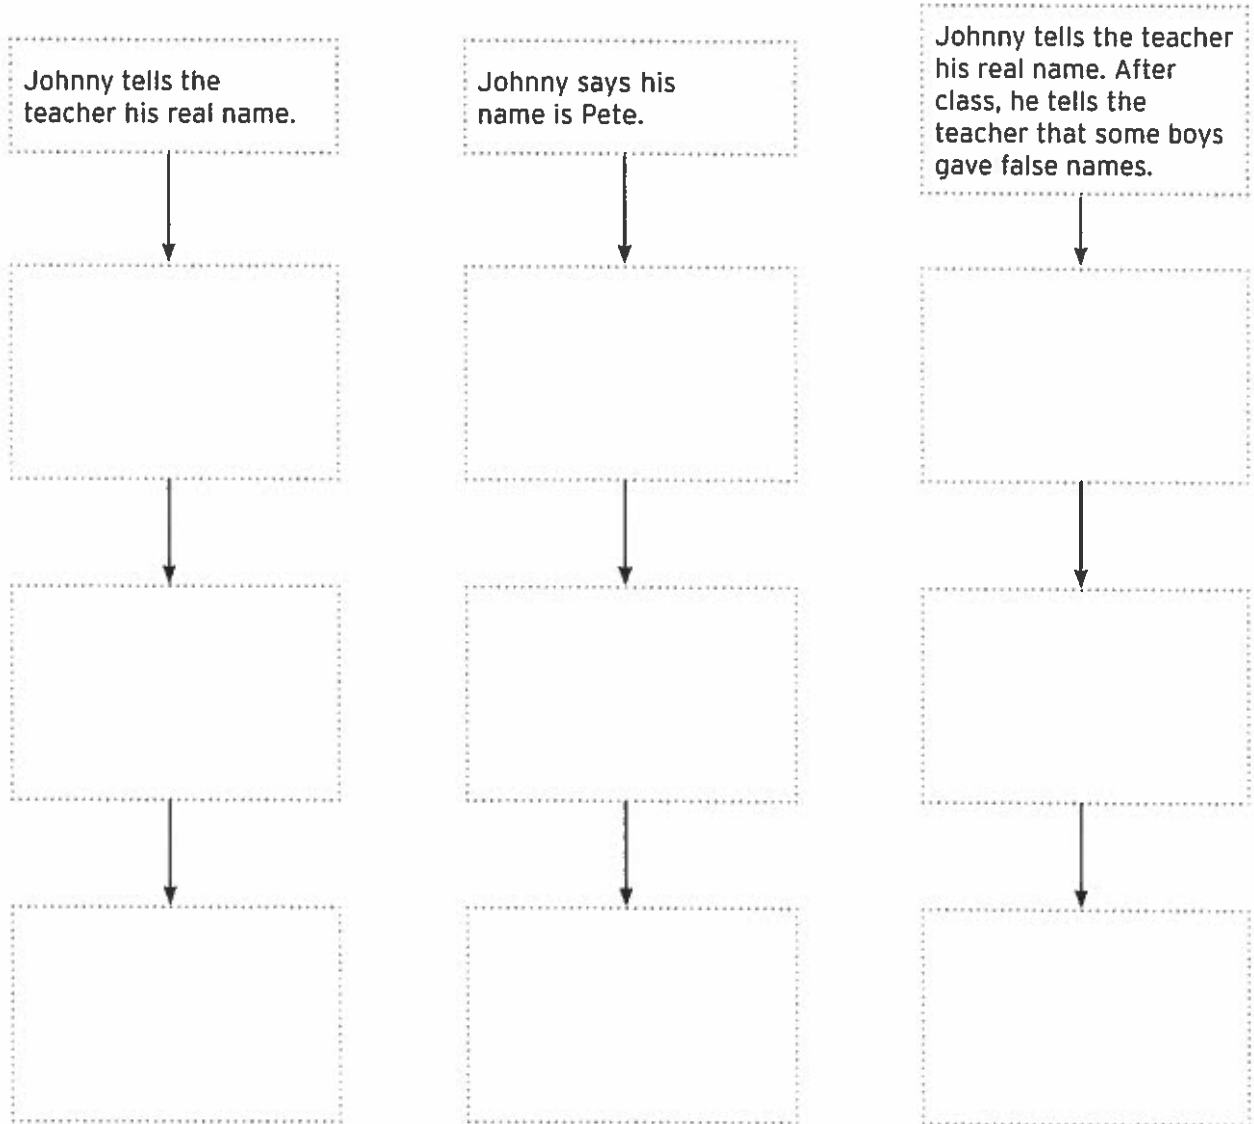 Johnny tells the
teacher his real name.
Johnny says his
name is Pete.
Johnny tells the teacher
his real name. After
class, he tells the
teacher that some boys
gave false names.